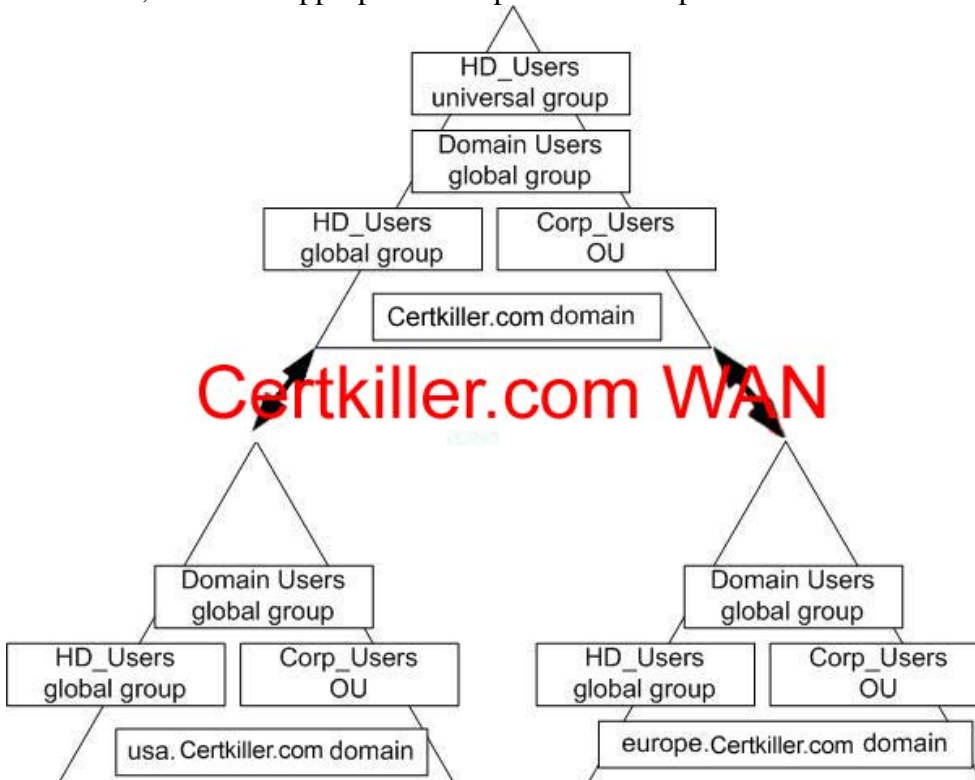 HD_Users
universal group
Domain Users
global group
HD_Users
global group
Corp_Users
OU
Certkiller.com domain
Certkiller.com WAN
Domain Users
global group
HD_Users
global group
Corp_Users
OU
usa.Certkiller.com domain
Domain Users
global group
HD_Users
global group
Corp_Users
OU
europe.Certkiller.com domain